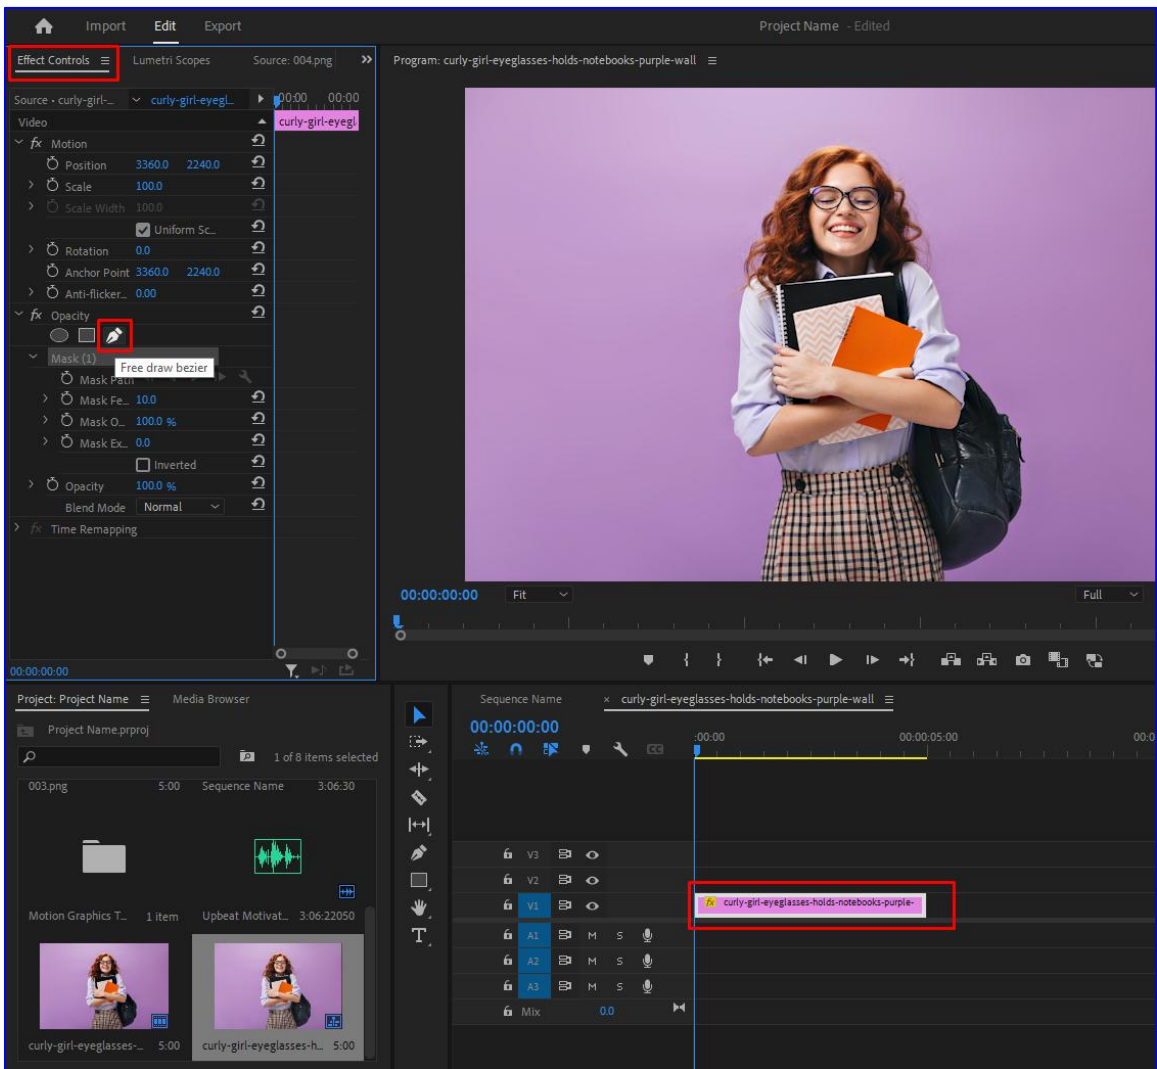 Import Edit Export Project Name - Edited
Effect Controls Lumetri Scopes Source: 004.png
Program: curly-girl-eyeglasses-holds-notebooks-purple-wall
Source • curly-girl-... curly-girl-eyegl... 00:00 00:00
Video curly-girl-eyegl
fx Motion
Position 3360.0 2240.0
Scale 100.0
Scale Width 100.0
Uniform Sc...
Rotation 0.0
Anchor Point 3360.0 2240.0
Anti-flicker... 0.00
fx Opacity
Mask (1)
Free draw bezier
Mask Path
Mask Fe... 10.0
Mask O... 100.0 %
Mask Ex... 0.0
Inverted
Opacity 100.0 %
Blend Mode Normal
fx Time Remapping
00:00:00:00
00:00:00:00 Fit Full
Project: Project Name Media Browser
Project Name.prproj
1 of 8 items selected
003.png 5:00 Sequence Name 3:06:30
Motion Graphics T... 1 item Upbeat Motivat... 3:06:22050
curly-girl-eyeglasses-... 5:00 curly-girl-eyeglasses-h... 5:00
T
Sequence Name × curly-girl-eyeglasses-holds-notebooks-purple-wall
00:00:00:00
CC
:00:00 00:00:05:00 00:0
V3
V2
V1 fx curly-girl-eyeglasses-holds-notebooks-purple-
A1 M S
A2 M S
A3 M S
Mix 0.0